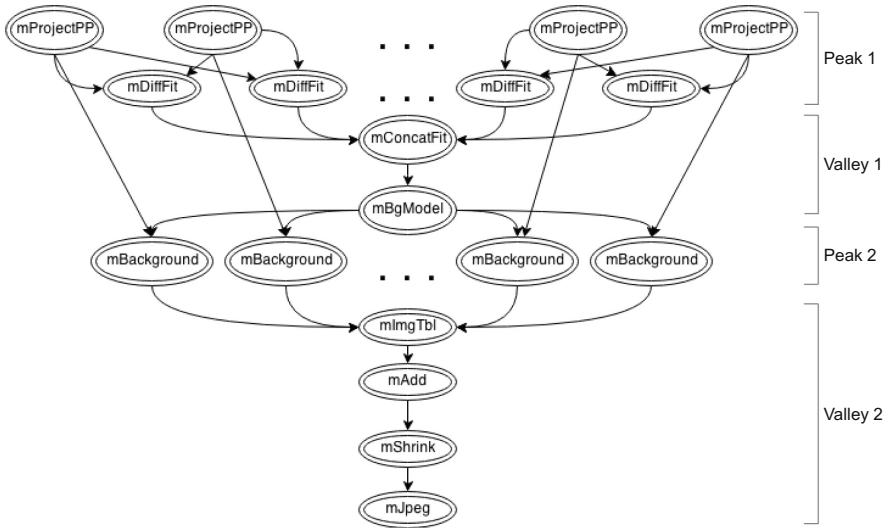 mProjectPP mProjectPP . . . mProjectPP mProjectPP
Peak 1
mDiffFit mDiffFit . . . mDiffFit mDiffFit
mConcatFit
Valley 1
mBgModel
mBackground mBackground . . . mBackground mBackground
Peak 2
mImgTbl
mAdd
Valley 2
mShrink
mJpeg